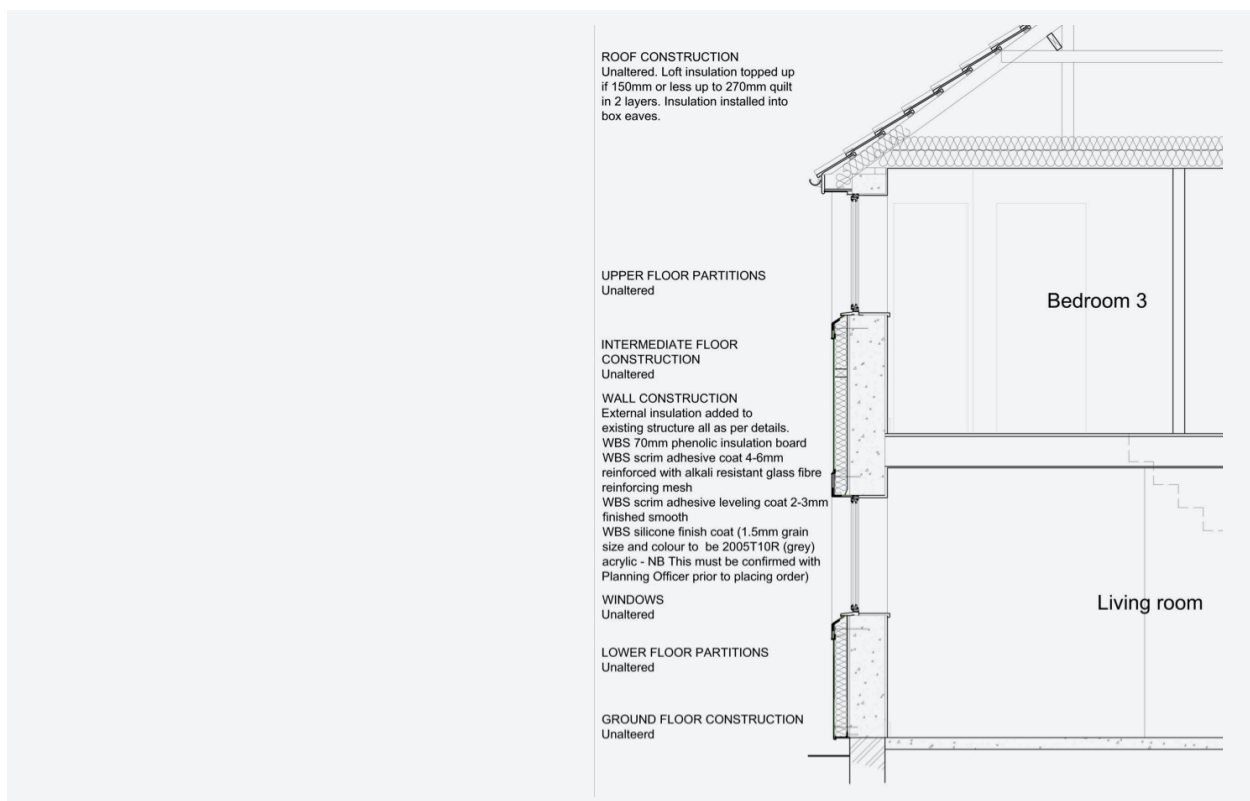 ROOF CONSTRUCTION
Unaltered. Loft insulation topped up
if 150mm or less up to 270mm quilt
in 2 layers. Insulation installed into
box eaves.
UPPER FLOOR PARTITIONS
Unaltered
Bedroom 3
INTERMEDIATE FLOOR
CONSTRUCTION
Unaltered
WALL CONSTRUCTION
External insulation added to
existing structure all as per details.
WBS 70mm phenolic insulation board
WBS scrim adhesive coat 4-6mm
reinforced with alkali resistant glass fibre
reinforcing mesh
WBS scrim adhesive leveling coat 2-3mm
finished smooth
WBS silicone finish coat (1.5mm grain
size and colour to be 2005T10R (grey)
acrylic - NB This must be confirmed with
Planning Officer prior to placing order)
WINDOWS
Unaltered
Living room
LOWER FLOOR PARTITIONS
Unaltered
GROUND FLOOR CONSTRUCTION
Unalteerd